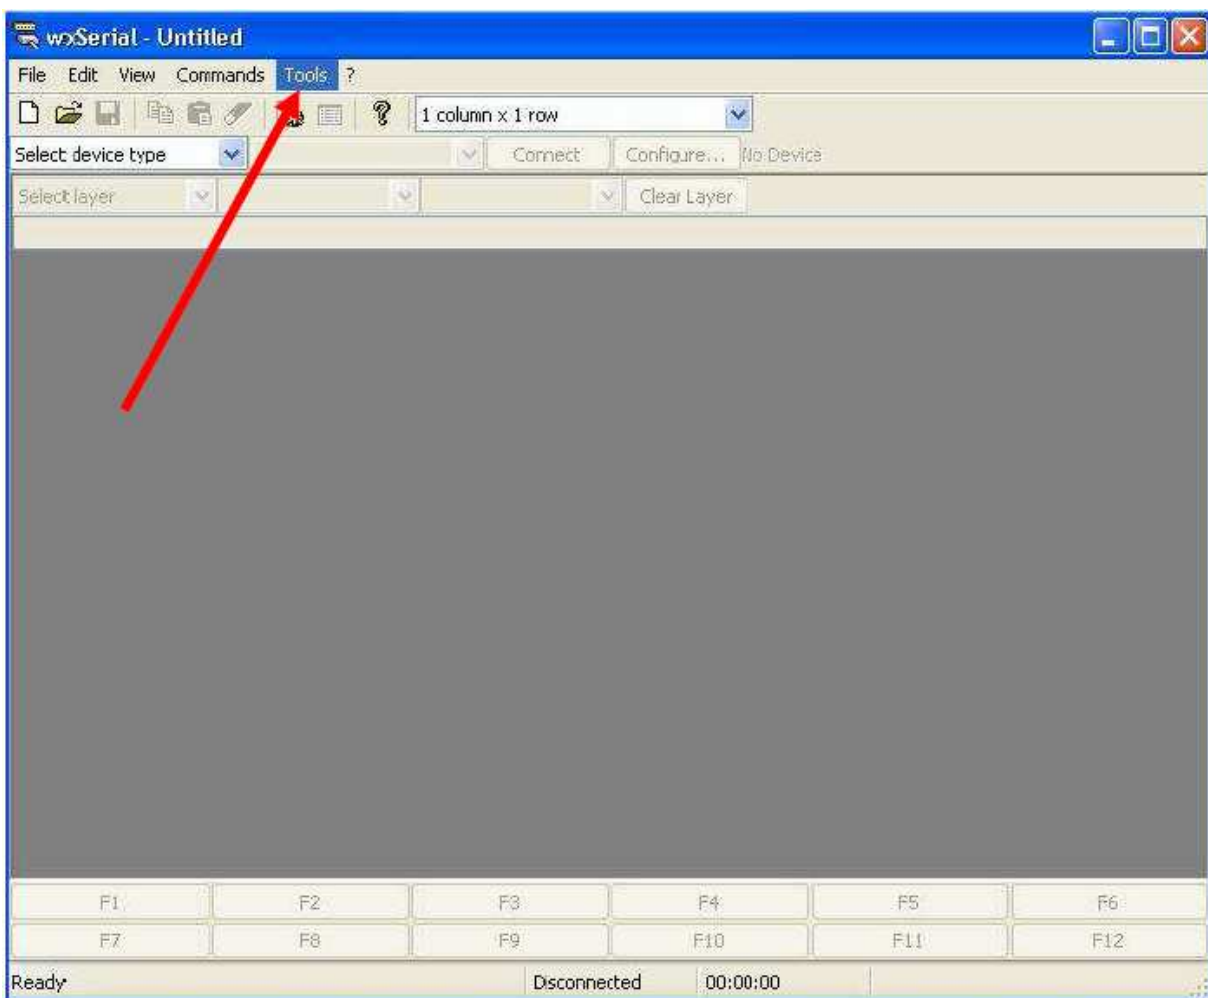 wxSerial - Untitled
File Edit View Commands Tools ?
1 column x 1 row
Select device type Connect Configure... No Device
Select layer Clear Layer
F1 F2 F3 F4 F5 F6
F7 F8 F9 F10 F11 F12
Ready Disconnected 00:00:00